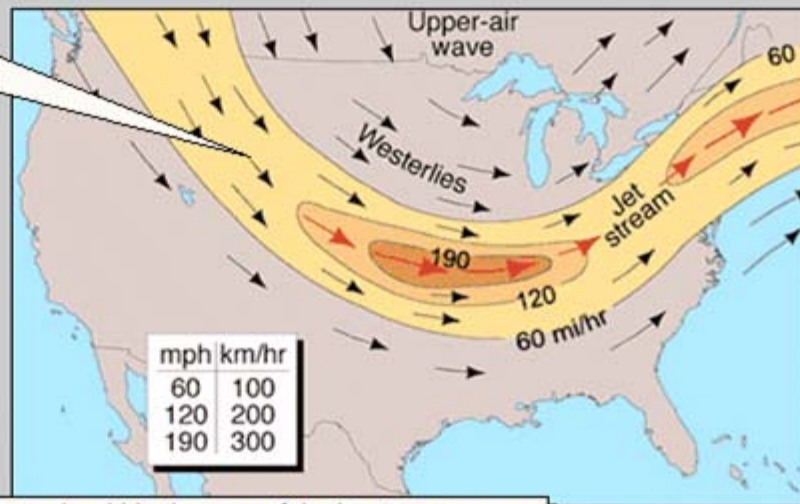 Upper-air
wave
60
Westerlies
Jet
stream
190
120
60 mi/hr
mph km/hr
60 100
120 200
190 300